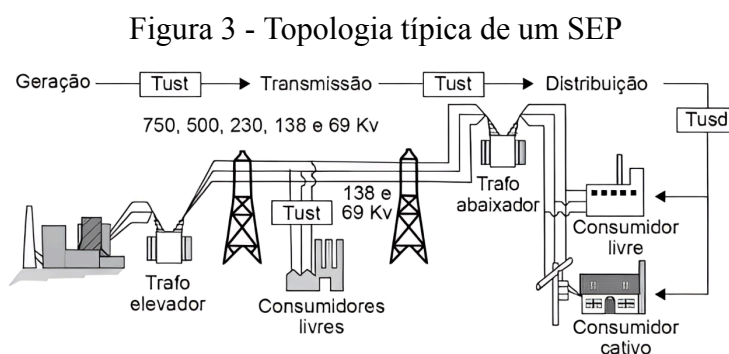 Figura 3 - Topologia típica de um SEP
Geração
Tust
Transmissão
Tust
Distribuição
Tusd
750, 500, 230, 138 e 69 Kv
138 e
69 Kv
Tust
Trafo
elevador
Consumidores
livres
Trafo
abaixador
Consumidor
livre
Consumidor
cativo